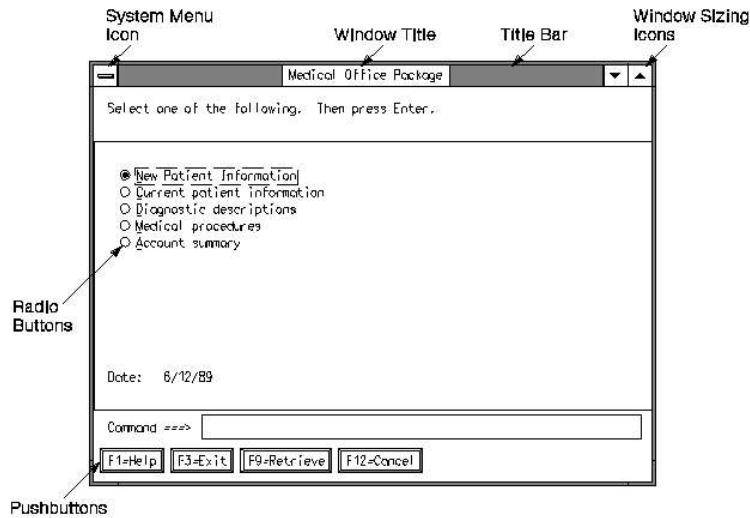 System Menu
Icon
Window Title
Title Bar
Window Sizing
Icons
Medical Office Package
Select one of the following. Then press Enter.
New Patient Information
Current patient information
Diagnostic descriptions
Medical procedures
Account summary
Radio
Buttons
Date: 6/12/89
Command ===>
F1=Help F3=Exit F9=Retrieve F12=Cancel
Pushbuttons